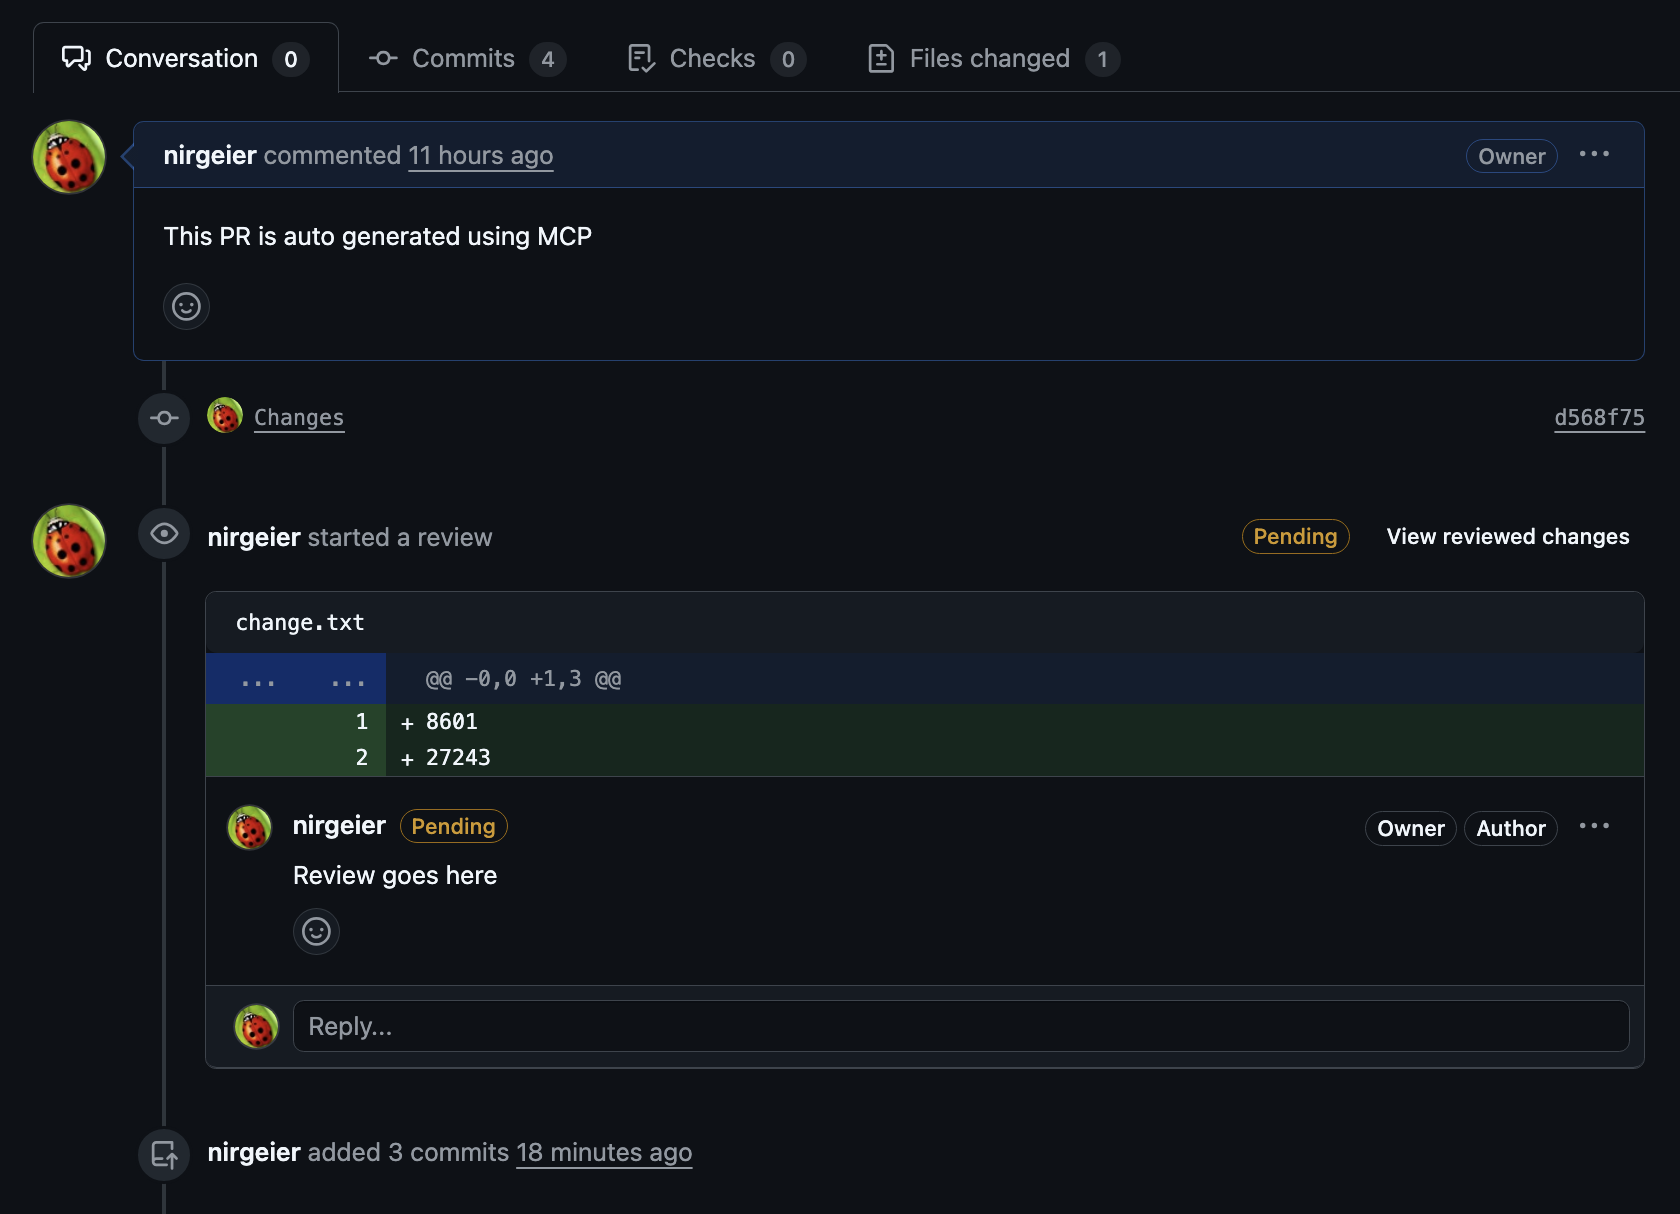 Conversation 0 Commits 4 Checks 0 Files changed 1
nirgeier commented 11 hours ago Owner ...
This PR is auto generated using MCP
Changes d568f75
nirgeier started a review Pending View reviewed changes
change.txt
... ... @@ -0,0 +1,3 @@
1 + 8601
2 + 27243
nirgeier Pending Owner Author ...
Review goes here
Reply...
nirgeier added 3 commits 18 minutes ago